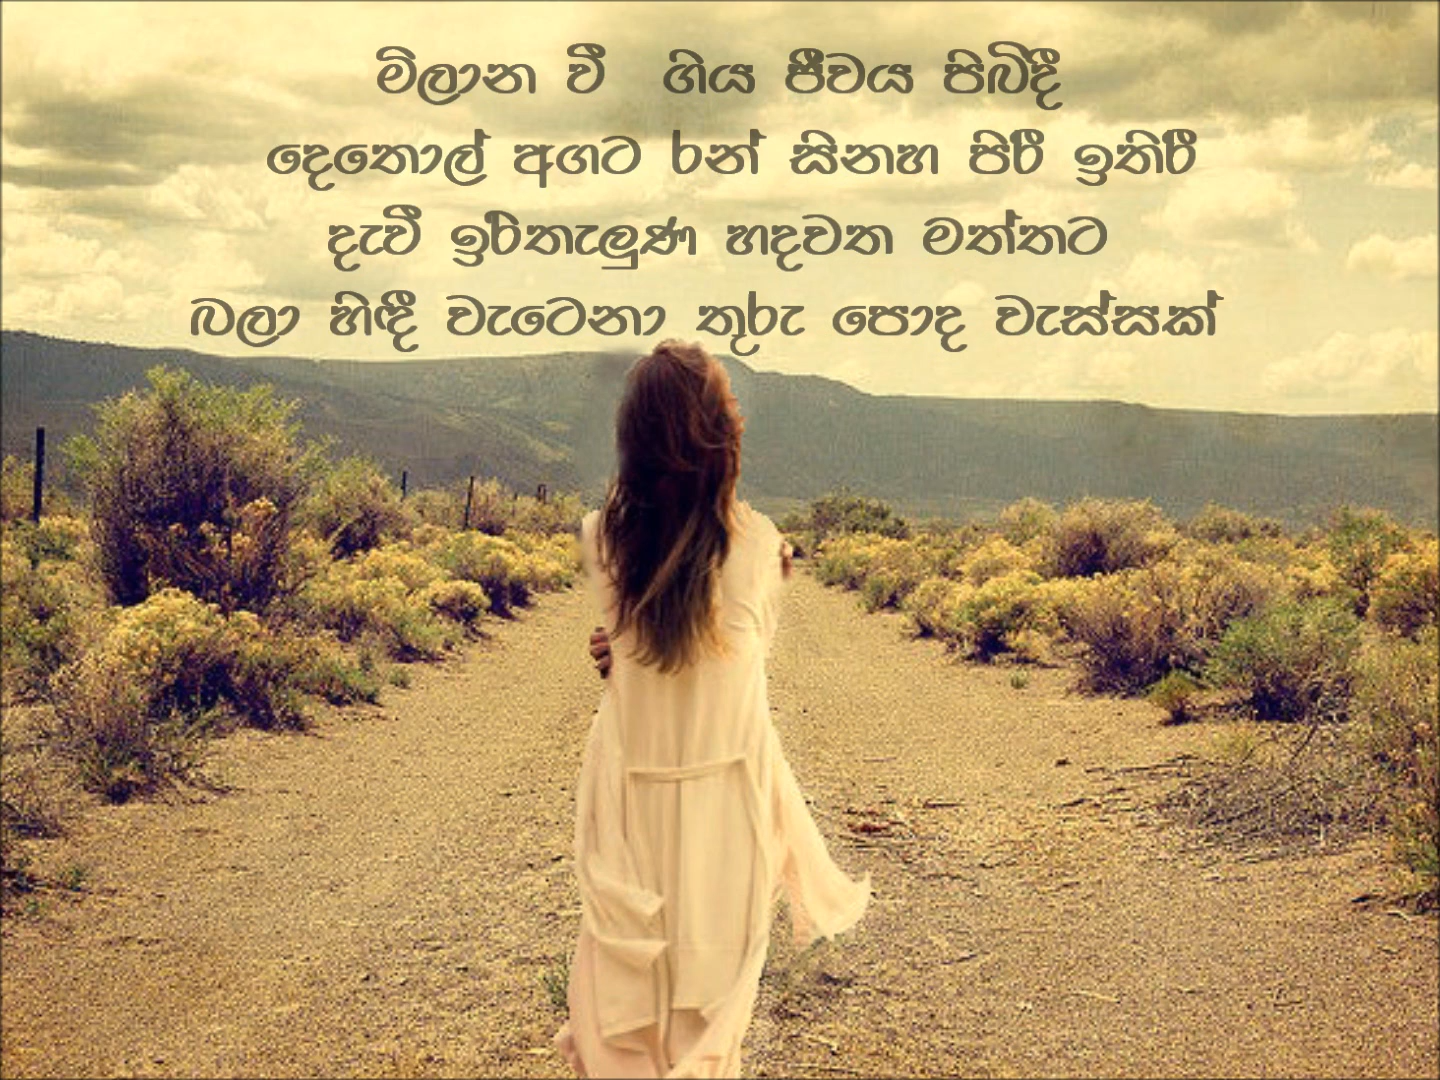 මිලාන වී ගිය ජීවය පිබිදී
දෙතොල් අගට රන් සිනහ පිරී ඉතිරී
දැවී ඉරිතැලුණ හදවත මත්තට
බලා හිඳී වැටෙනා තුරු පොද වැස්සක්